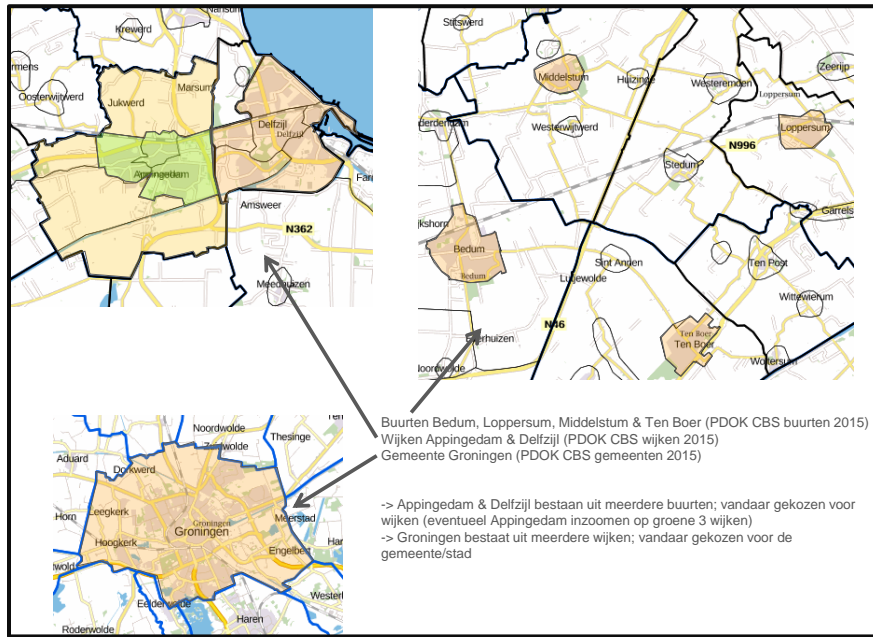 Nansum
Krewerd
Oosterwijtwerd
Marsum
Jukwerd
Delfzijl
Delfzijl
Appingedam
Amsweer
N362
Meedhuizen
Stitswerd
Middelstum
Huizinge
Westeremden
Zeerijp
Loppersum
Loppersum
Westerwijtwerd
N996
Stedum
Garrels
Bedum
Bedum
Sint Annen
Ten Post
Lutjewolde
Wittewierum
N46
Ten Boer
Ten Boer
Noordwolde
Woltersum
Buurten Bedum, Loppersum, Middelstum & Ten Boer (PDOK CBS buurten 2015)
Wijken Appingedam & Delfzijl (PDOK CBS wijken 2015)
Gemeente Groningen (PDOK CBS gemeenten 2015)
-> Appingedam & Delfzijl bestaan uit meerdere buurten; vandaar gekozen voor
wijken (eventueel Appingedam inzoomen op groene 3 wijken)
-> Groningen bestaat uit meerdere wijken; vandaar gekozen voor de
gemeente/stad
Noordwolde
Thesinge
Aduard
Dorkwerd
Leegkerk
Groningen
Groningen
Meerstad
Horn
Hoogkerk
Engelbert
Eelderwolde
Haren
Roderwolde